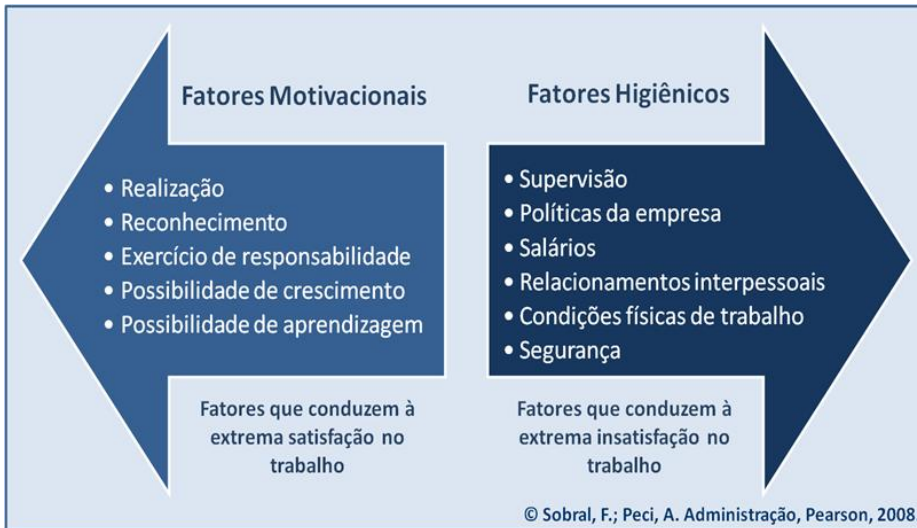 Fatores Motivacionais
• Realização
• Reconhecimento
• Exercício de responsabilidade
• Possibilidade de crescimento
• Possibilidade de aprendizagem
Fatores que conduzem à
extrema satisfação no
trabalho
Fatores Higiênicos
• Supervisão
• Políticas da empresa
• Salários
• Relacionamentos interpessoais
• Condições físicas de trabalho
• Segurança
Fatores que conduzem à
extrema insatisfação no
trabalho
© Sobral, F.; Peci, A. Administração, Pearson, 2008